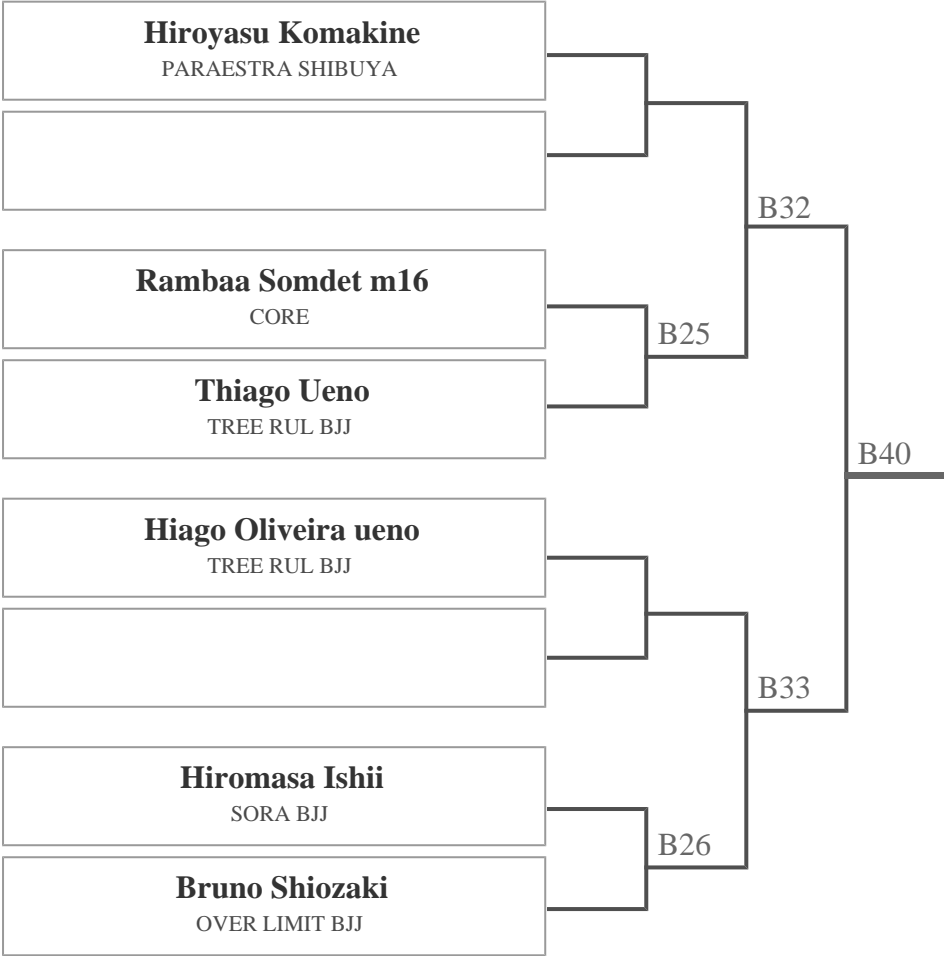 Hiroyasu Komakine
PARAESTRA SHIBUYA
B32
Rambaa Somdet m16
CORE
B25
Thiago Ueno
TREE RUL BJJ
B40
Hiago Oliveira ueno
TREE RUL BJJ
B33
Hiromasa Ishii
SORA BJJ
B26
Bruno Shiozaki
OVER LIMIT BJJ